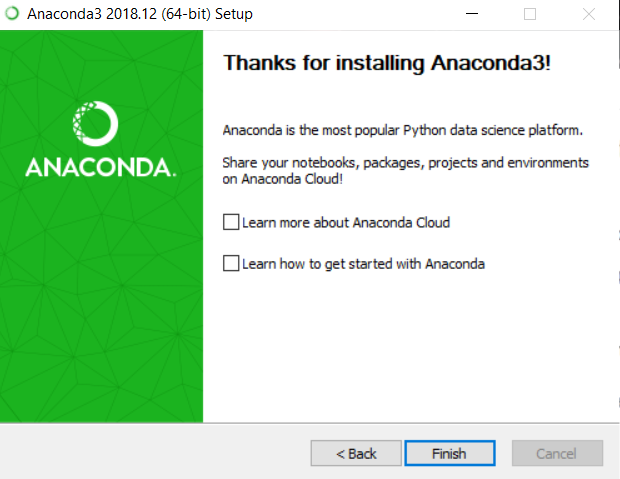 Anaconda3 2018.12 (64-bit) Setup
Thanks for installing Anaconda3!
ANACONDA.
Anaconda is the most popular Python data science platform.
Share your notebooks, packages, projects and environments
on Anaconda Cloud!
Learn more about Anaconda Cloud
Learn how to get started with Anaconda
< Back
Finish
Cancel